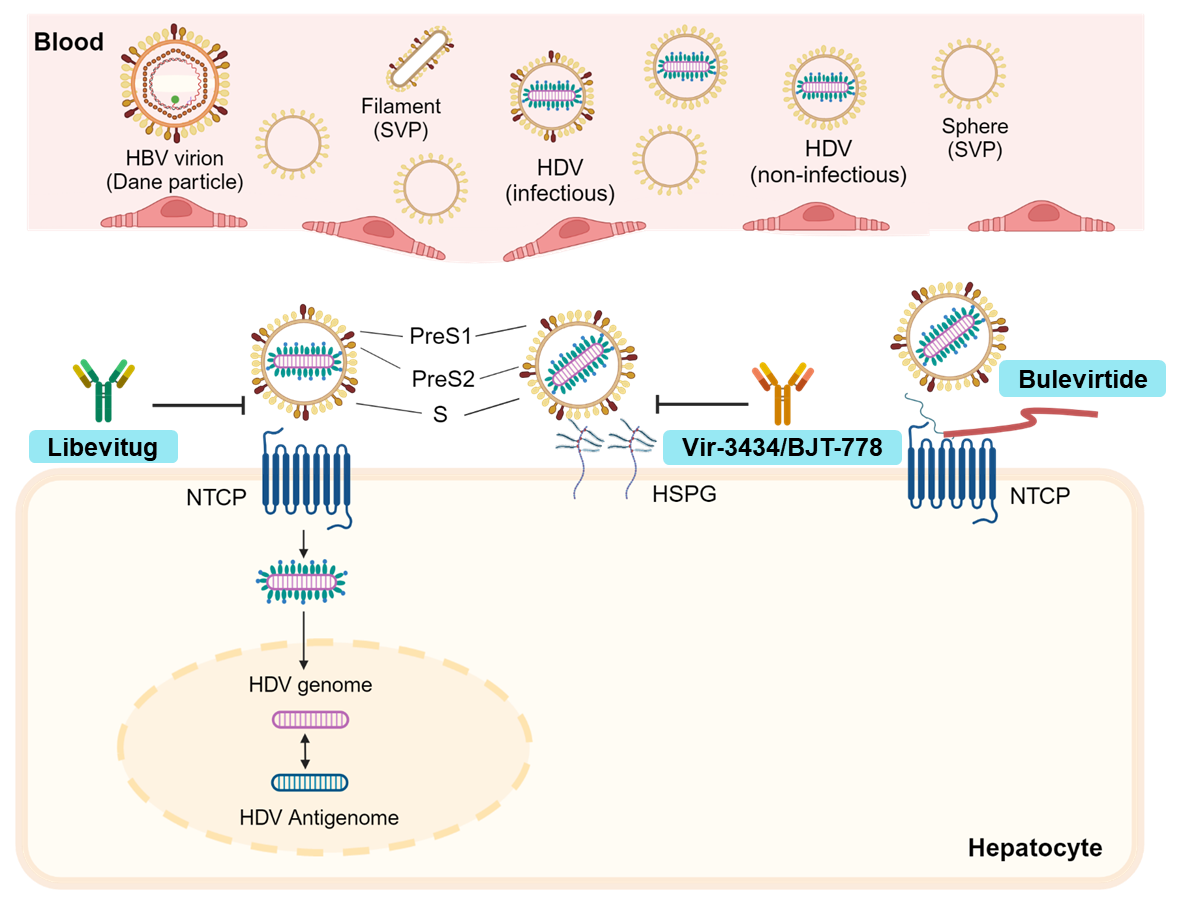 Blood
HBV virion
(Dane particle)
Filament
(SVP)
HDV
(infectious)
HDV
(non-infectious)
Sphere
(SVP)
PreS1
PreS2
S
Libevitug
NTCP
HSPG
Vir-3434/BJT-778
Bulevirtide
NTCP
HDV genome
HDV Antigenome
Hepatocyte